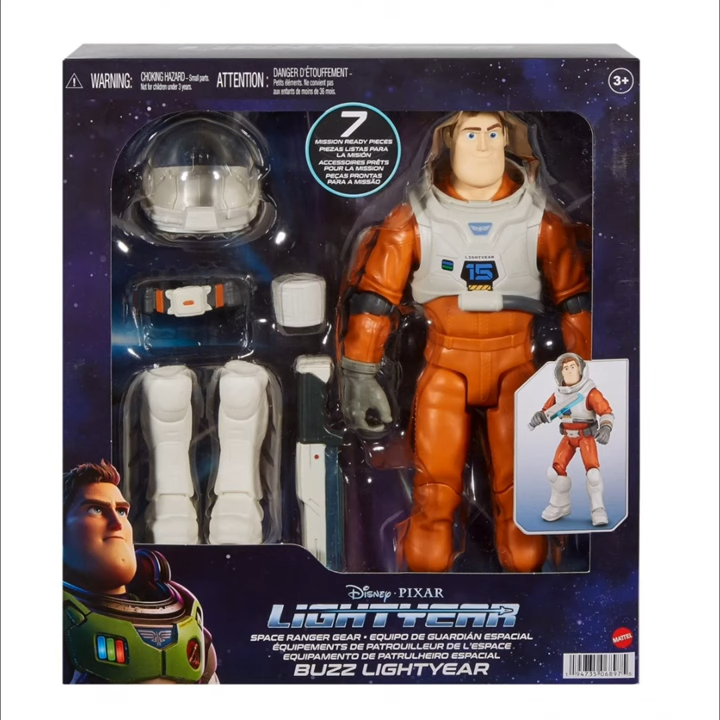 WARNING: CHOKING HAZARD - Small parts.
Not for children under 3 years.
ATTENTION : DANGER D'ÉTOUFFEMENT -
Petits éléments. Ne convient pas
aux enfants de moins de 36 mois.
3+
7
MISSION READY PIECES
PIEZAS LISTAS PARA
LA MISIÓN
ACCESSOIRES PRÊTS
POUR LA MISSION
PEÇAS PRONTAS
PARA A MISSÃO
LIGHTYEAR
15
Disney · PIXAR
LIGHTYEAR
SPACE RANGER GEAR · EQUIPO DE GUARDIÁN ESPACIAL
ÉQUIPEMENTS DE PATROUILLEUR DE L'ESPACE
EQUIPAMENTO DE PATRULHEIRO ESPACIAL
BUZZ LIGHTYEAR
MATTEL